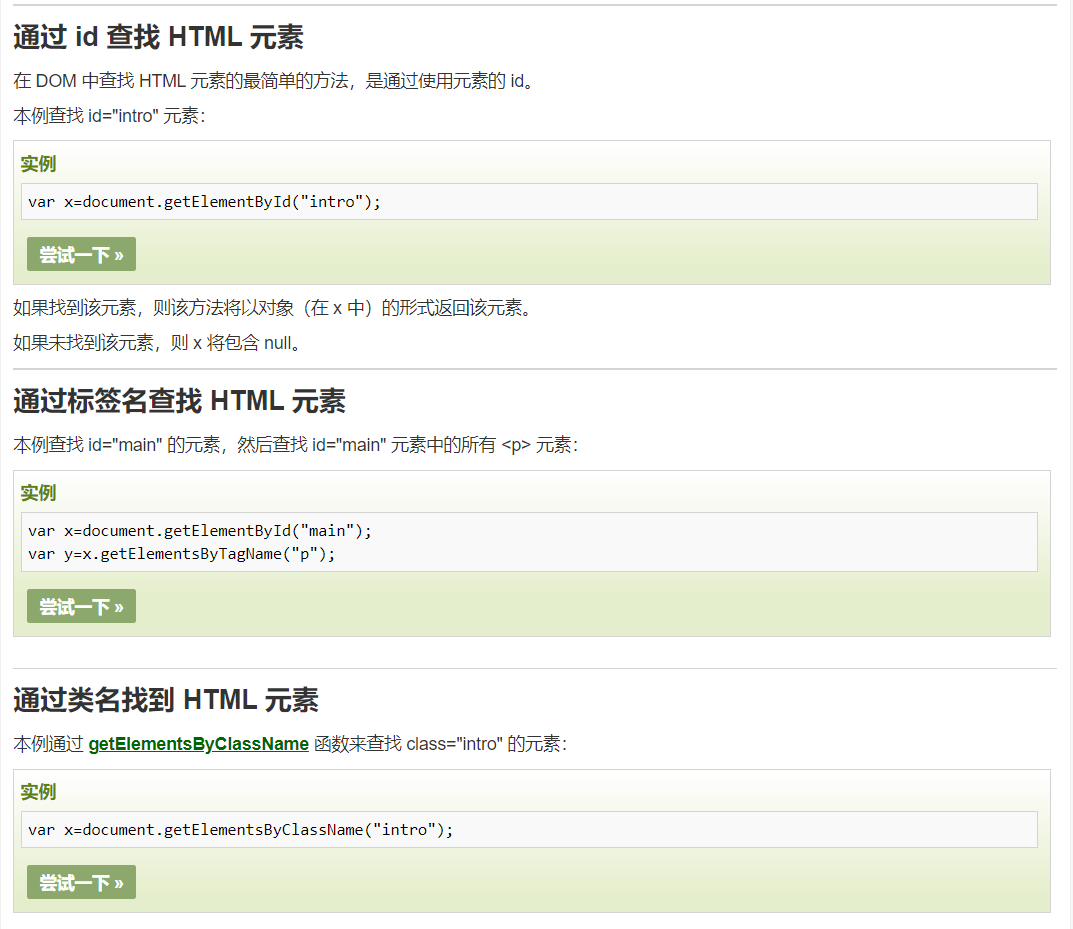 通过 id 查找 HTML 元素
在 DOM 中查找 HTML 元素的最简单的方法，是通过使用元素的 id。
本例查找 id="intro" 元素：
实例
var x=document.getElementById("intro");
尝试一下 »
如果找到该元素，则该方法将以对象（在 x 中）的形式返回该元素。
如果未找到该元素，则 x 将包含 null。
通过标签名查找 HTML 元素
本例查找 id="main" 的元素，然后查找 id="main" 元素中的所有 <p> 元素：
实例
var x=document.getElementById("main");
var y=x.getElementsByTagName("p");
尝试一下 »
通过类名找到 HTML 元素
本例通过 getElementsByClassName 函数来查找 class="intro" 的元素：
实例
var x=document.getElementsByClassName("intro");
尝试一下 »